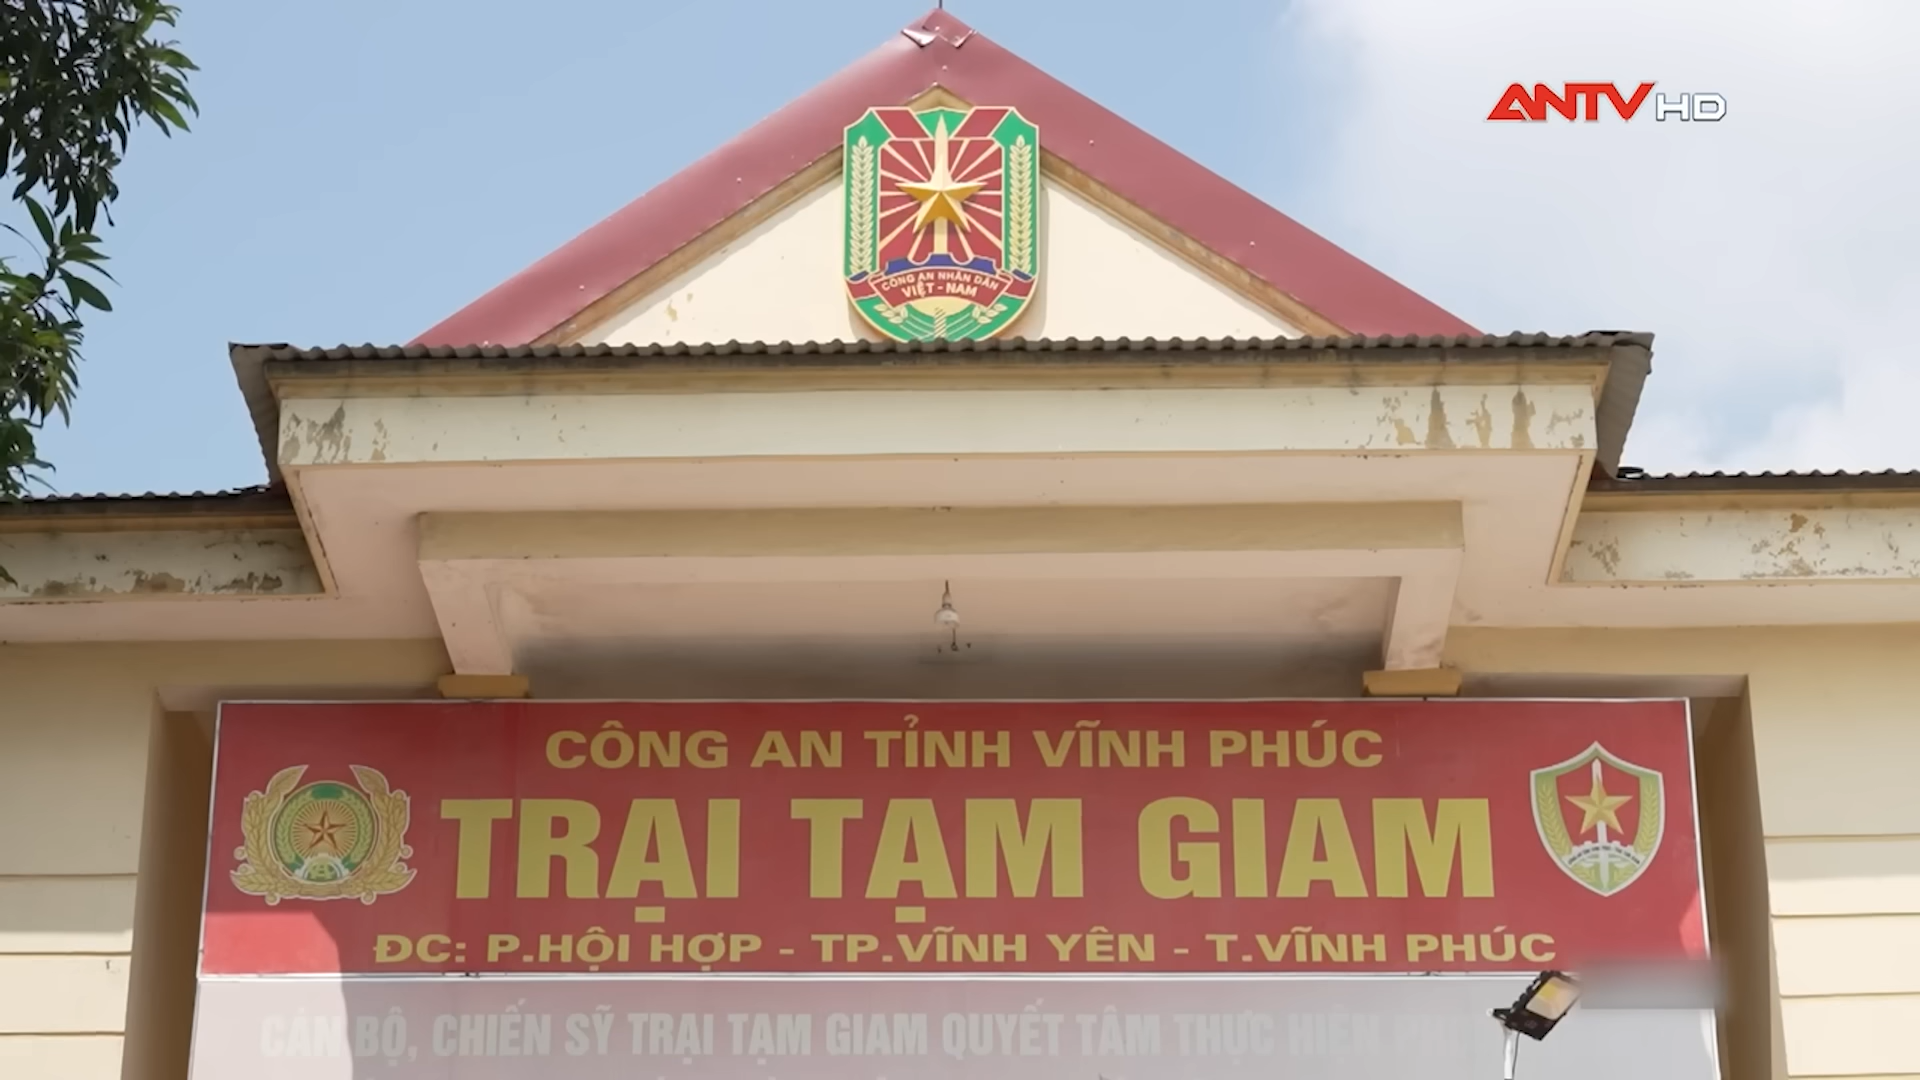 ANTV HD
CÔNG AN NHÂN DÂN
VIỆT - NAM
CÔNG AN TỈNH VĨNH PHÚC
TRẠI TẠM GIAM
ĐC: P.HỘI HỢP - TP.VĨNH YÊN - T.VĨNH PHÚC
CÁN BỘ, CHIẾN SỸ TRẠI TẠM GIAM QUYẾT TÂM THỰC HIỆN